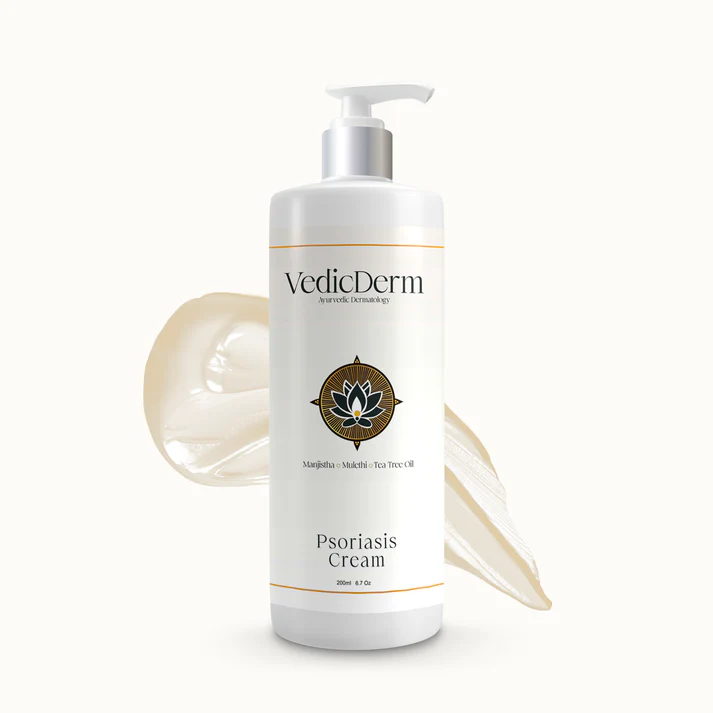 VedicDerm
Ayurvedic Dermatology
Manjistha o Mulethi o Tea Tree Oil
Psoriasis
Cream
200ml 6.7 Oz